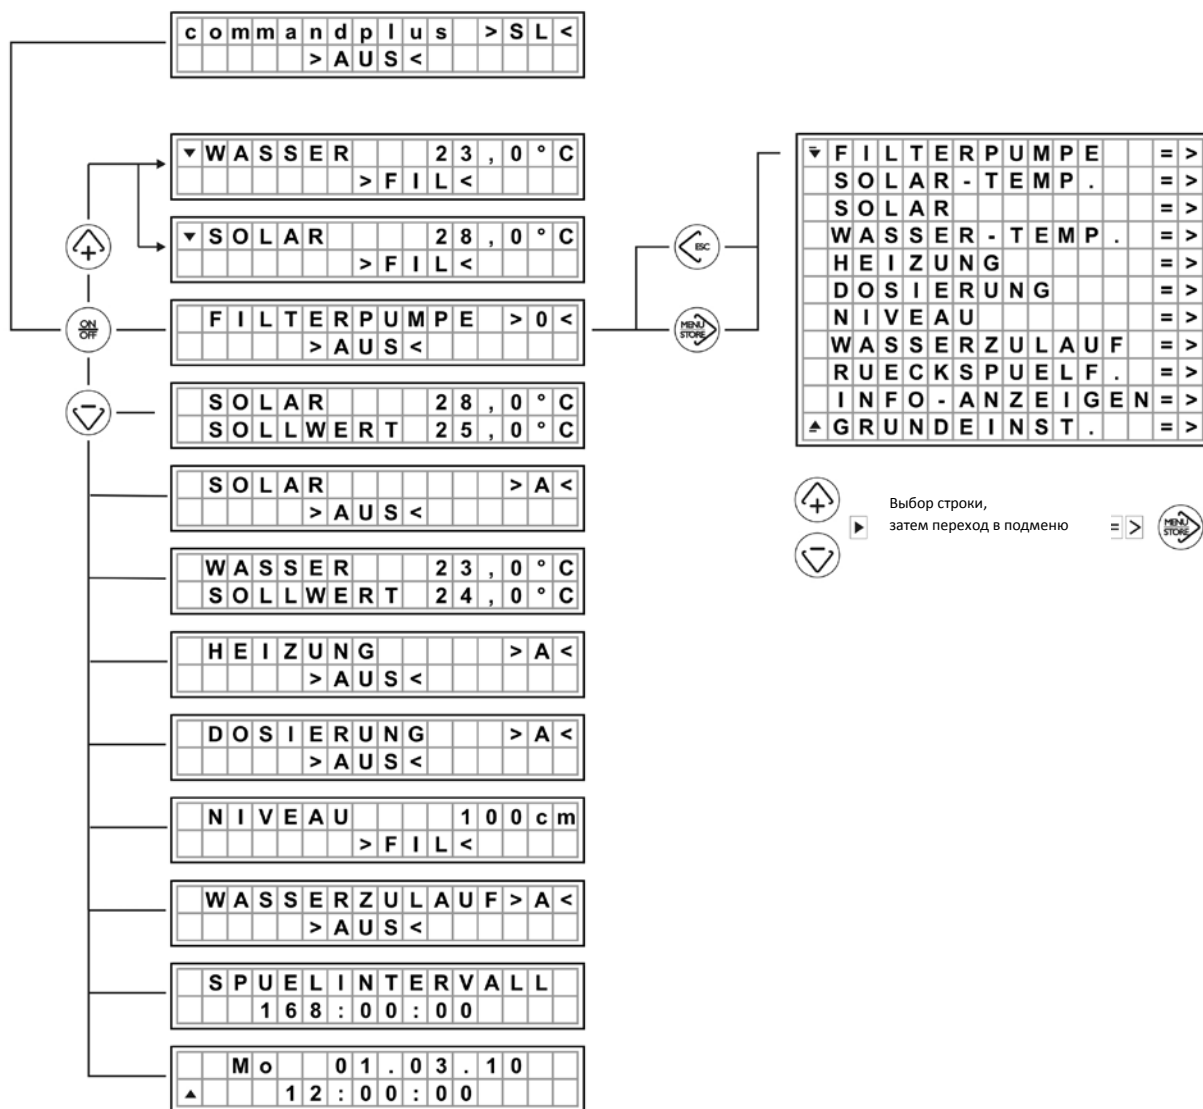 commandplus >SL<
>AUS<
▼WASSER 23,0°C
>FIL<
▼SOLAR 28,0°C
>FIL<
+
ESC
ON
OFF
FILTERPUMPE >0<
>AUS<
MENU
STORE
-
SOLAR 28,0°C
SOLLWERT 25,0°C
SOLAR >A<
>AUS<
WASSER 23,0°C
SOLLWERT 24,0°C
HEIZUNG >A<
>AUS<
DOSIERUNG >A<
>AUS<
NIVEAU 100cm
>FIL<
WASSERZULAUF>A<
>AUS<
SPUELINTERVALL
168:00:00
Mo 01.03.10
▲ 12:00:00
FILTERPUMPE =>
SOLAR-TEMP. =>
SOLAR =>
WASSER-TEMP. =>
HEIZUNG =>
DOSIERUNG =>
NIVEAU =>
WASSERZULAUF =>
RUECKSPUELF. =>
INFO-ANZEIGEN=>
GRUNDEINST. =>
+
-
Выбор строки,
затем переход в подменю => MENU
STORE